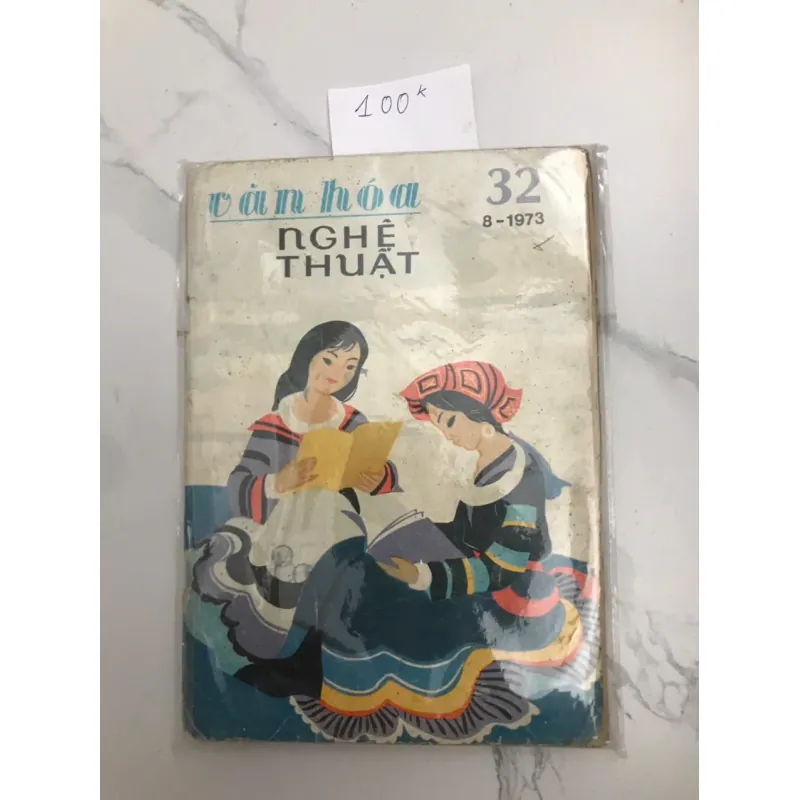 100k
văn hóa
NGHỆ
THUẬT
32
8-1973